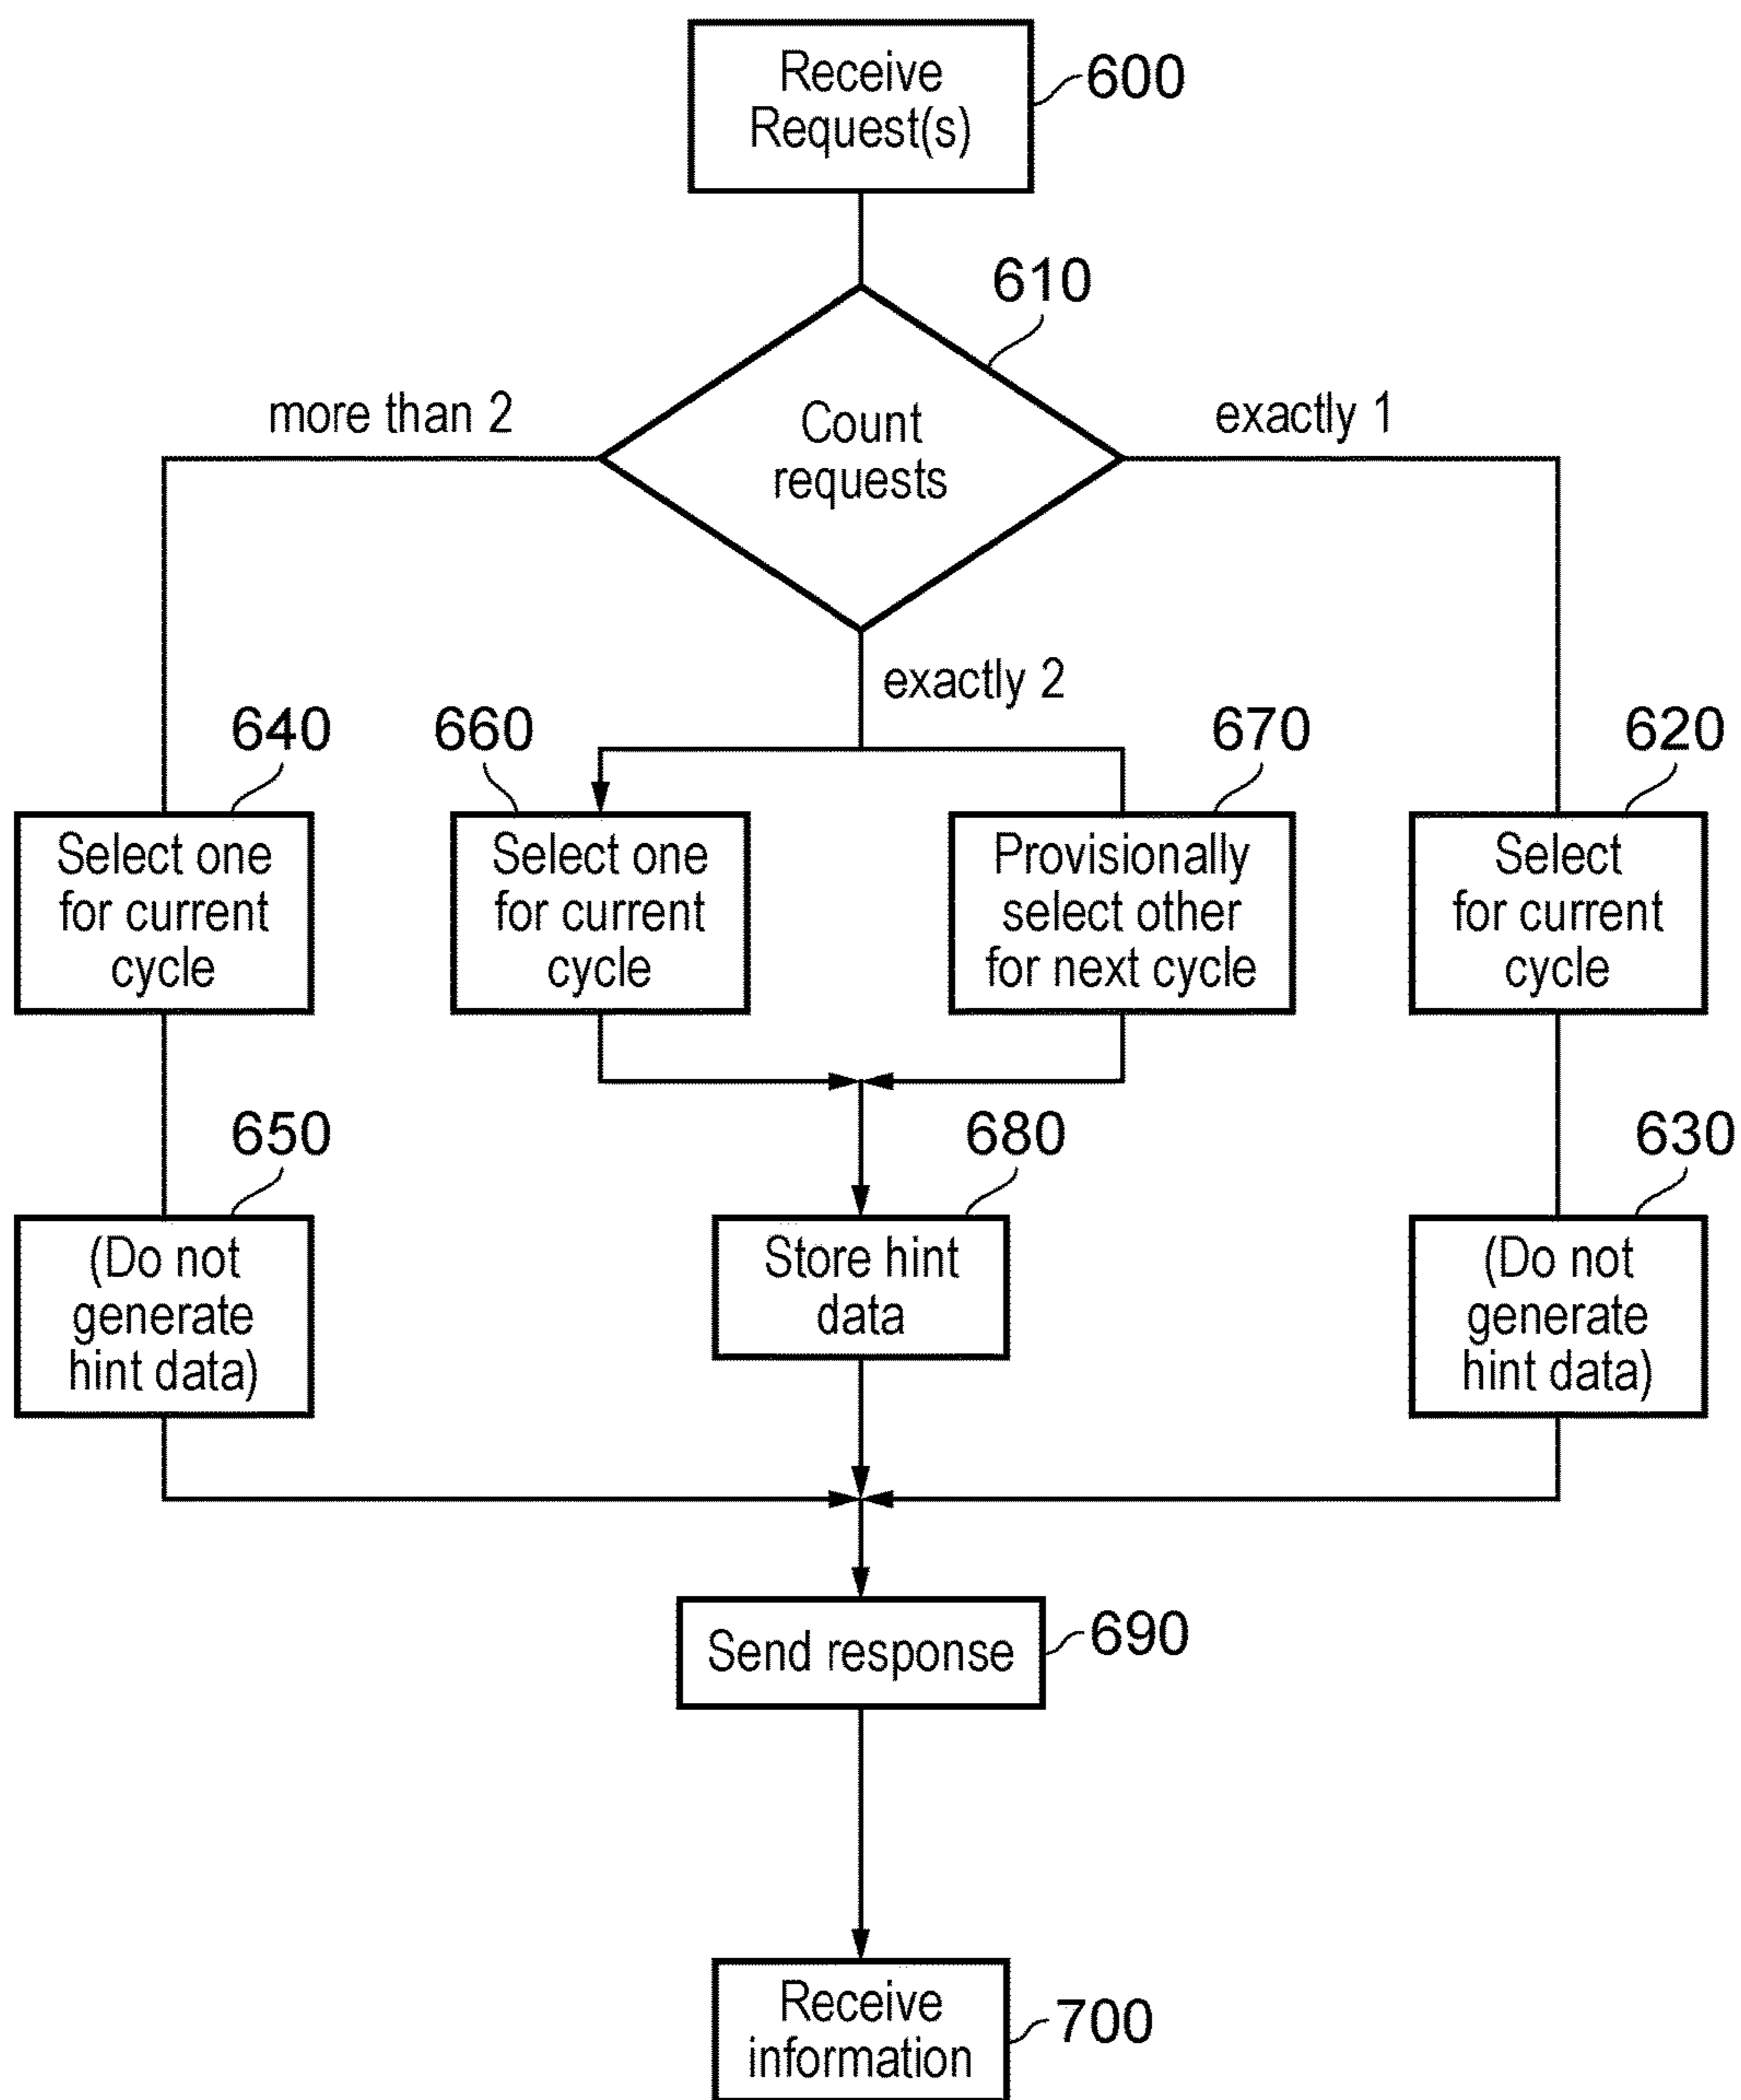 Receive
Request(s)
600
610
more than 2
Count
requests
exactly 1
exactly 2
640
660
670
620
Select one
for current
cycle
Select one
for current
cycle
Provisionally
select other
for next cycle
Select
for current
cycle
650
680
630
(Do not
generate
hint data)
Store hint
data
(Do not
generate
hint data)
Send response
690
Receive
information
700